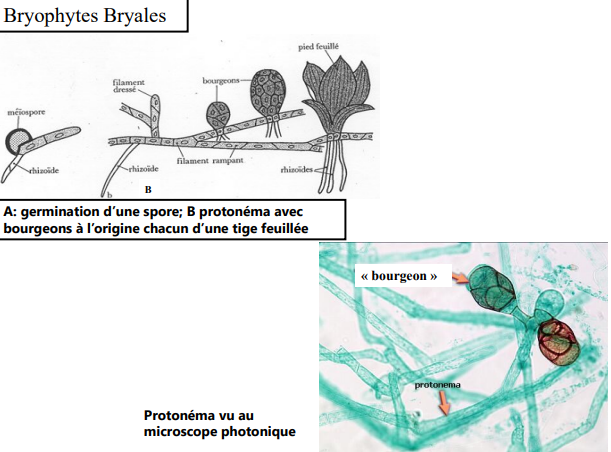 Bryophytes Bryales
pied feuillé
bourgeons
filament
dressé
méiospore
rhizoïde
rhizoïde
filament rampant
rhizoïdes
b
B
A: germination d'une spore; B protonéma avec
bourgeons à l'origine chacun d'une tige feuillée
« bourgeon »
protonema
Protonéma vu au
microscope photonique